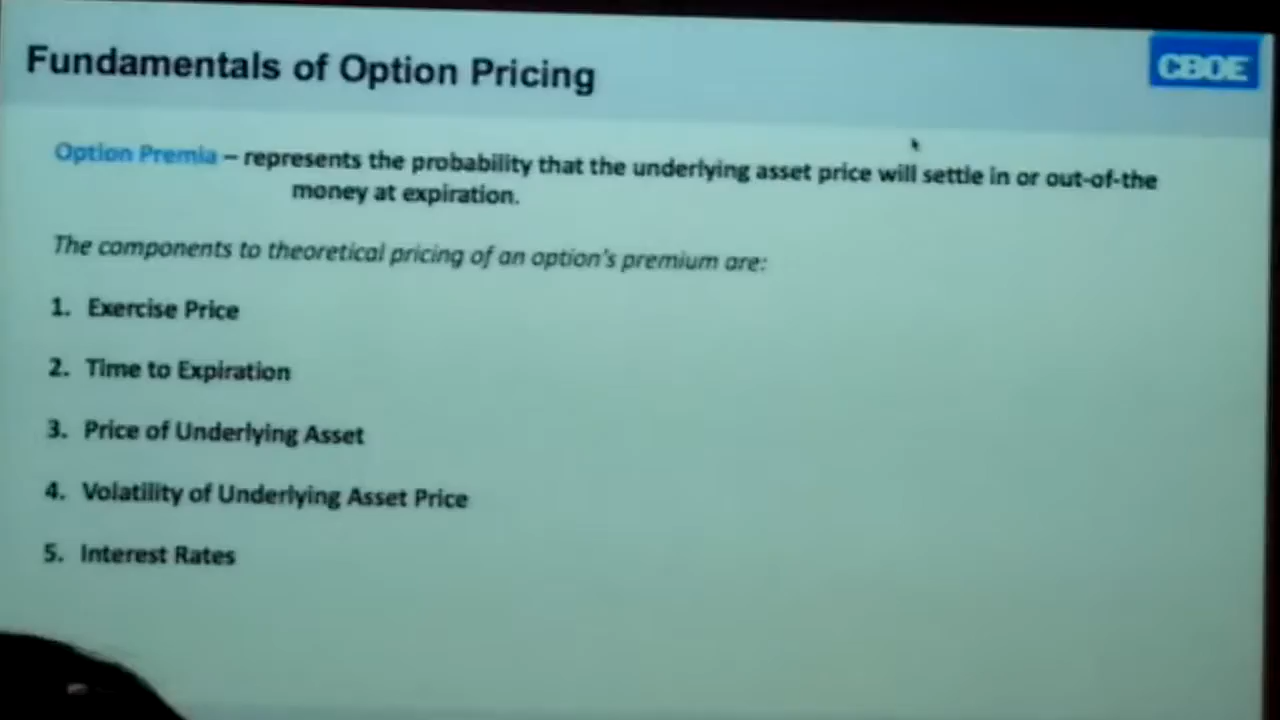 Fundamentals of Option Pricing
CBOE
Option Premia – represents the probability that the underlying asset price will settle in or out-of-the
money at expiration.
The components to theoretical pricing of an option's premium are:
1. Exercise Price
2. Time to Expiration
3. Price of Underlying Asset
4. Volatility of Underlying Asset Price
5. Interest Rates